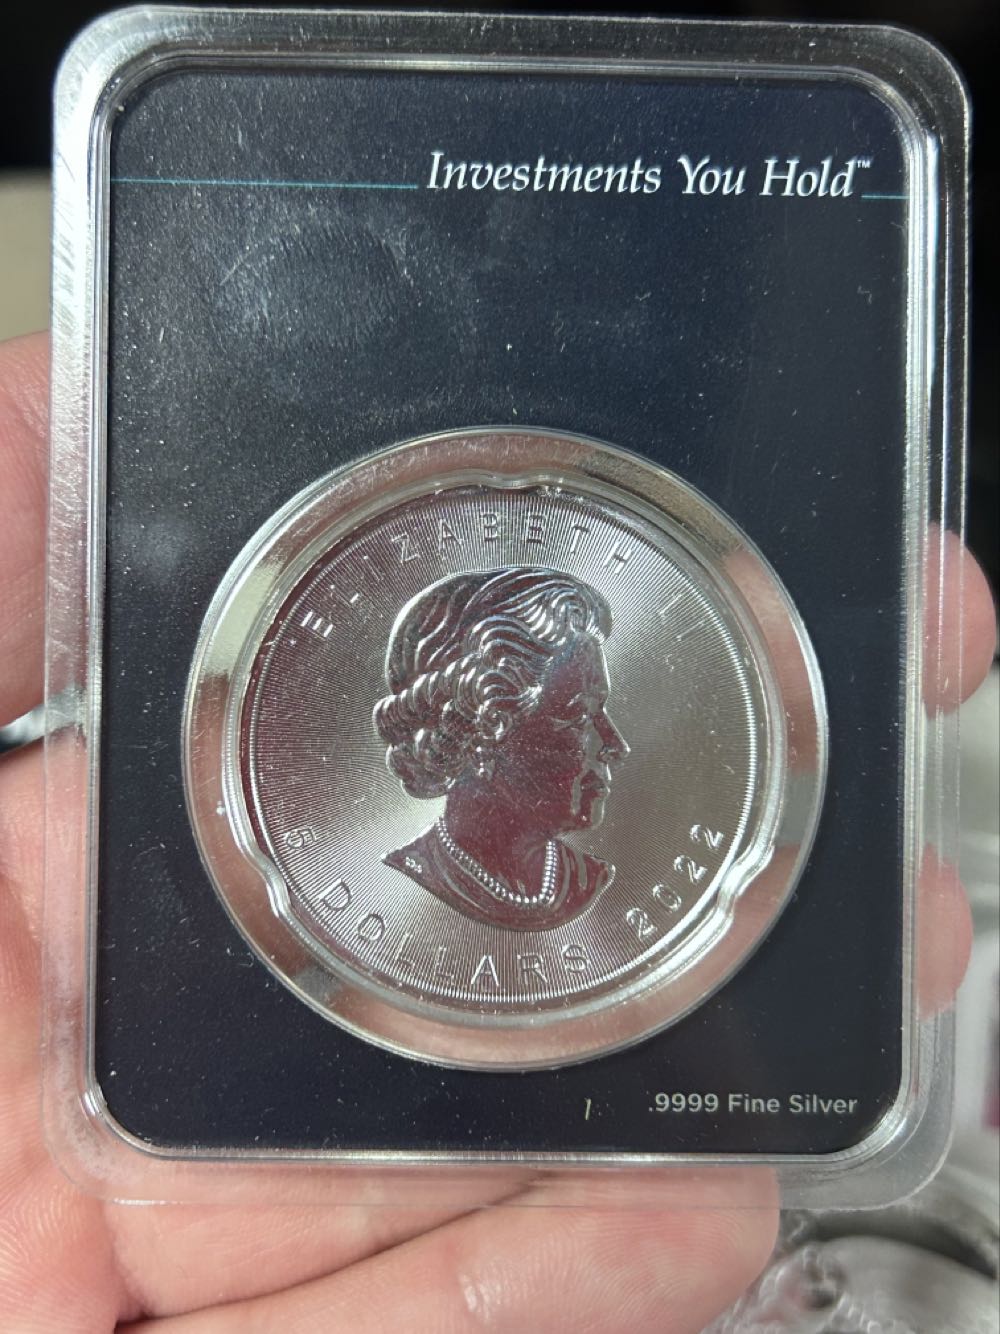 Investments You Hold™
ELIZABETH II
5 DOLLARS 2022
.9999 Fine Silver